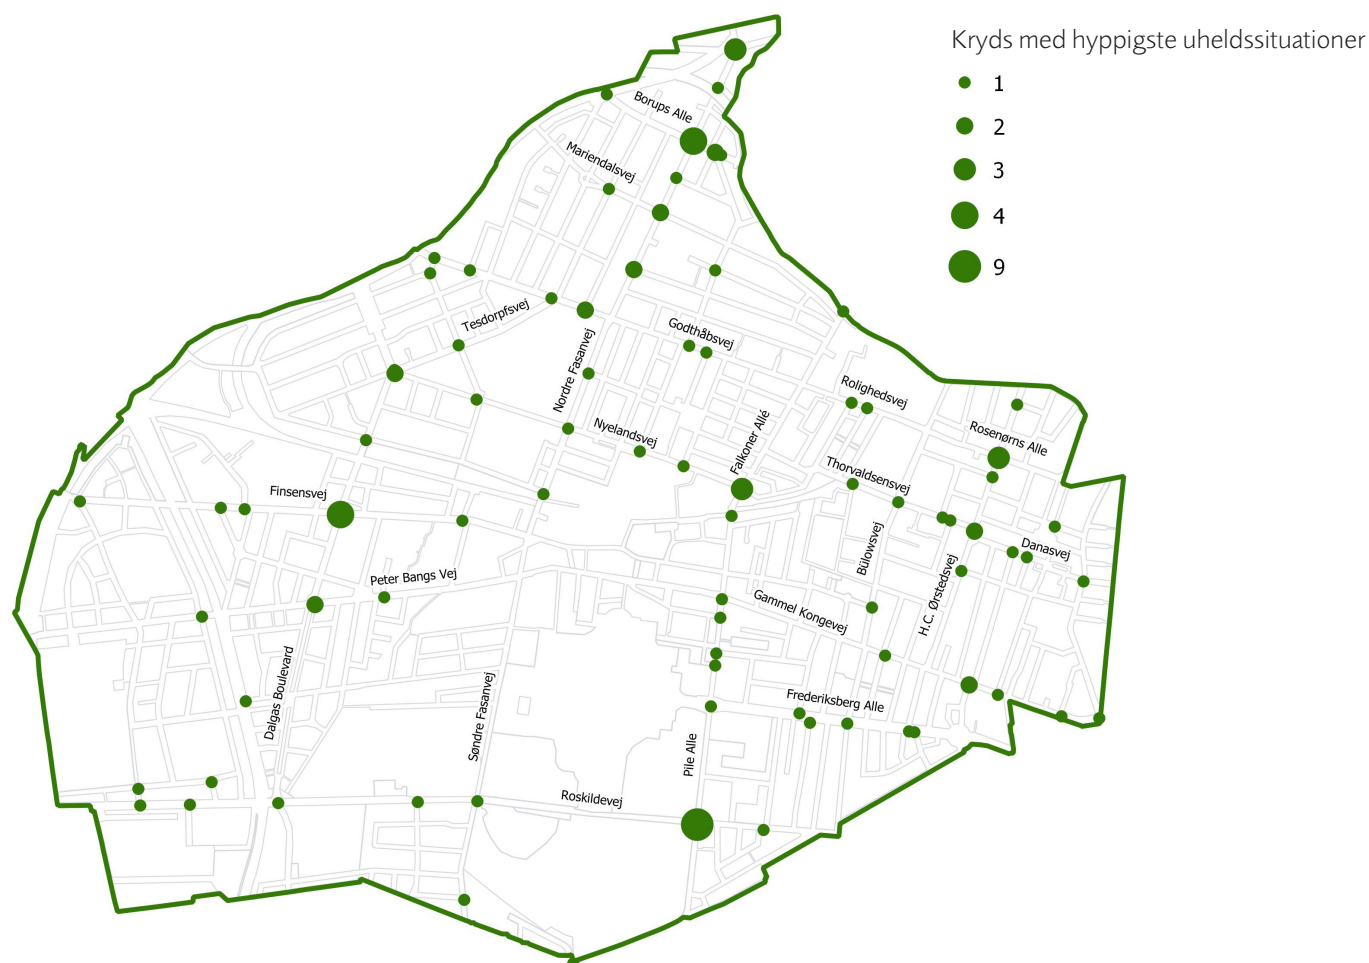 Kryds med hyppigste uheldssituationer
1
2
3
4
9
Borups Alle
Mariendalsvej
Tesdorpfsvej
Nordre Fasanvej
Godthåbsvej
Rolighedsvej
Falkoner Allé
Nyelandsvej
Rosenørns Alle
Thorvaldsensvej
Finsensvej
Bülowsvej
Danasvej
H.C. Ørstedsvej
Peter Bangs Vej
Gammel Kongevej
Dalgas Boulevard
Søndre Fasanvej
Frederiksberg Alle
Pile Alle
Roskildevej